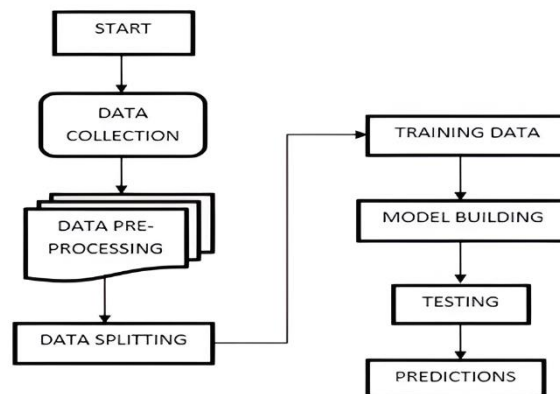 START
DATA
COLLECTION
DATA PRE-
PROCESSING
DATA SPLITTING
TRAINING DATA
MODEL BUILDING
TESTING
PREDICTIONS